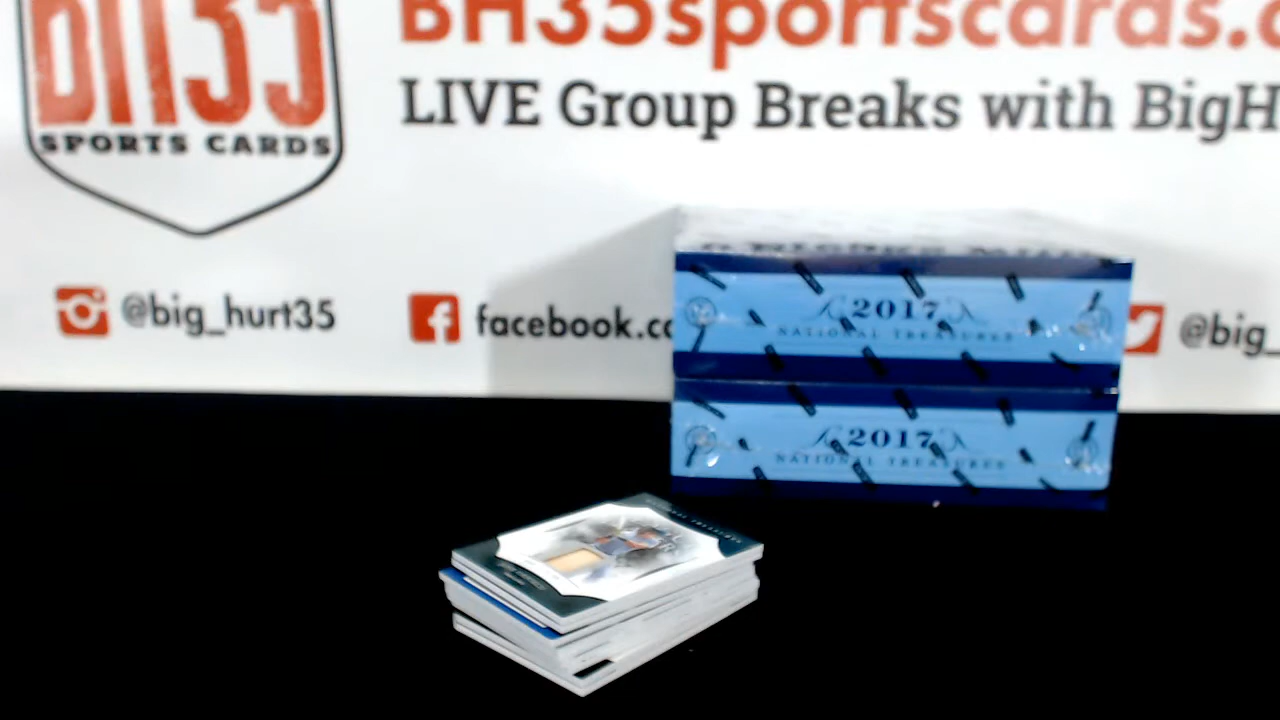 BH35
SPORTS CARDS
BH35sportscards.c
LIVE Group Breaks with BigH
@big_hurt35
facebook.co
@big_
2017
NATIONAL TREASURES
2017
NATIONAL TREASURES